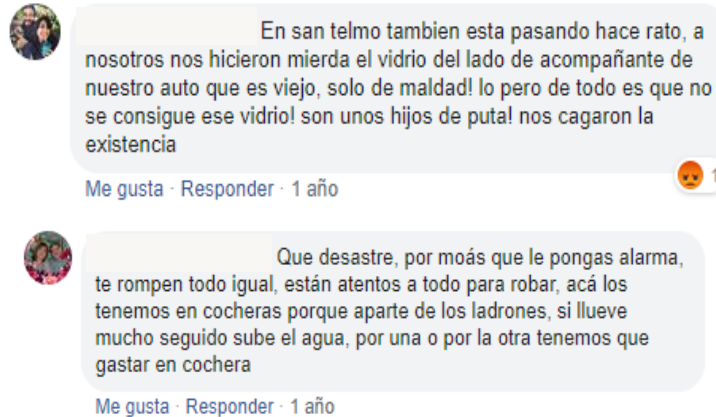 En san telmo tambien esta pasando hace rato, a
nosotros nos hicieron mierda el vidrio del lado de acompañante de
nuestro auto que es viejo, solo de maldad! lo pero de todo es que no
se consigue ese vidrio! son unos hijos de puta! nos cagaron la
existencia
1
Me gusta · Responder · 1 año
Que desastre, por moás que le pongas alarma,
te rompen todo igual, están atentos a todo para robar, acá los
tenemos en cocheras porque aparte de los ladrones, si llueve
mucho seguido sube el agua, por una o por la otra tenemos que
gastar en cochera
Me gusta · Responder · 1 año